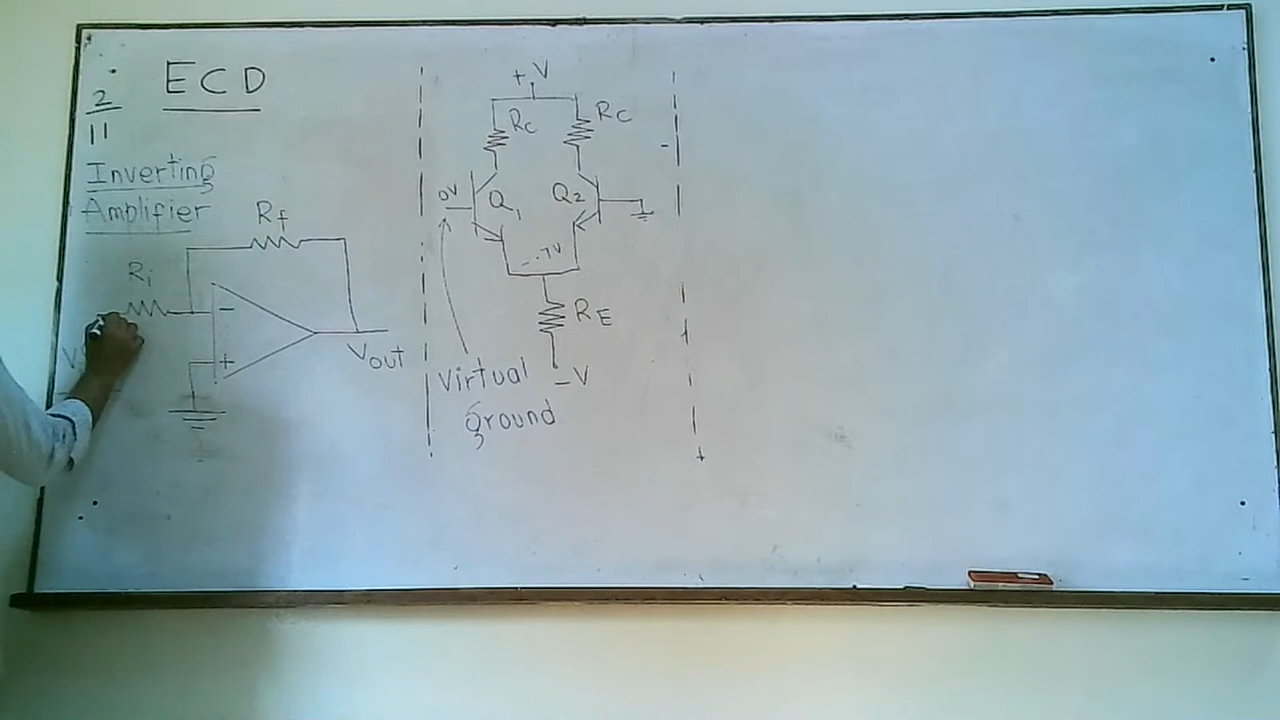 ECD
2
11
Inverting
Amplifier
Rf
Ri
−
+
Vout
+V
Rc
Rc
0V
Q1
Q2
-.7V
RE
-V
Virtual
ground